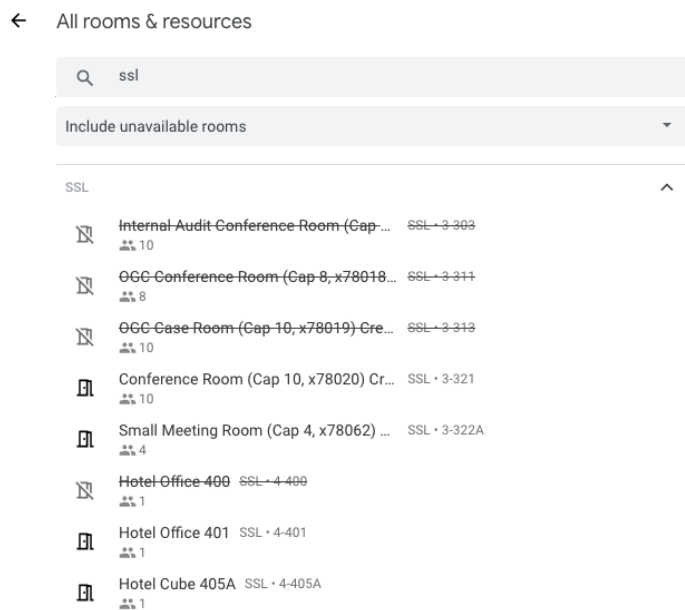 All rooms & resources
ssl
Include unavailable rooms
SSL
Internal Audit Conference Room (Cap ... SSL • 3-303
10
OGC Conference Room (Cap 8, x78018... SSL • 3-311
8
OGC Case Room (Cap 10, x78019) Cre... SSL • 3-313
10
Conference Room (Cap 10, x78020) Cr... SSL • 3-321
10
Small Meeting Room (Cap 4, x78062) ... SSL • 3-322A
4
Hotel Office 400 SSL • 4-400
1
Hotel Office 401 SSL • 4-401
1
Hotel Cube 405A SSL • 4-405A
1